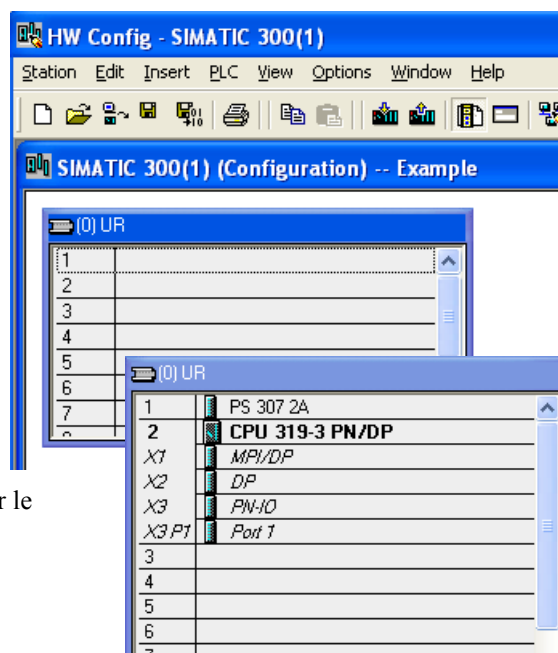 HW Config - SIMATIC 300(1)
Station Edit Insert PLC View Options Window Help
SIMATIC 300(1) (Configuration) -- Example
(0) UR
1
2
3
4
5
6
7
r le
(0) UR
1 PS 307 2A
2 CPU 319-3 PN/DP
X1 MPI/DP
X2 DP
X3 PN-IO
X3 P1 Port 1
3
4
5
6